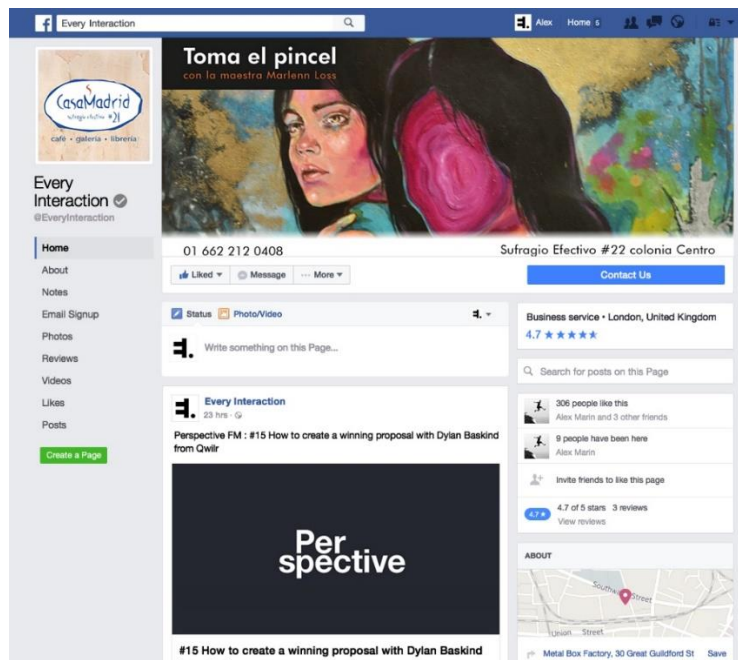 Every Interaction
Alex Home 5
CasaMadrid
sufragio efectivo #21
café • galería • librería
Every
Interaction
@EveryInteraction
Home
About
Notes
Email Signup
Photos
Reviews
Videos
Likes
Posts
Create a Page
Toma el pincel
con la maestra Marlenn Loss
01 662 212 0408
Sufragio Efectivo #22 colonia Centro
Liked Message ··· More
Contact Us
Status Photo/Video
Write something on this Page...
Every Interaction
23 hrs ·
Perspective FM : #15 How to create a winning proposal with Dylan Baskind
from Qwilr
Per
spective
#15 How to create a winning proposal with Dylan Baskind
Business service • London, United Kingdom
4.7 ★★★★★
Search for posts on this Page
306 people like this
Alex Marin and 3 other friends
9 people have been here
Alex Marin
Invite friends to like this page
4.7 ★
4.7 of 5 stars 3 reviews
View reviews
ABOUT
Southwark Street
Union Street
Metal Box Factory, 30 Great Guildford St Save